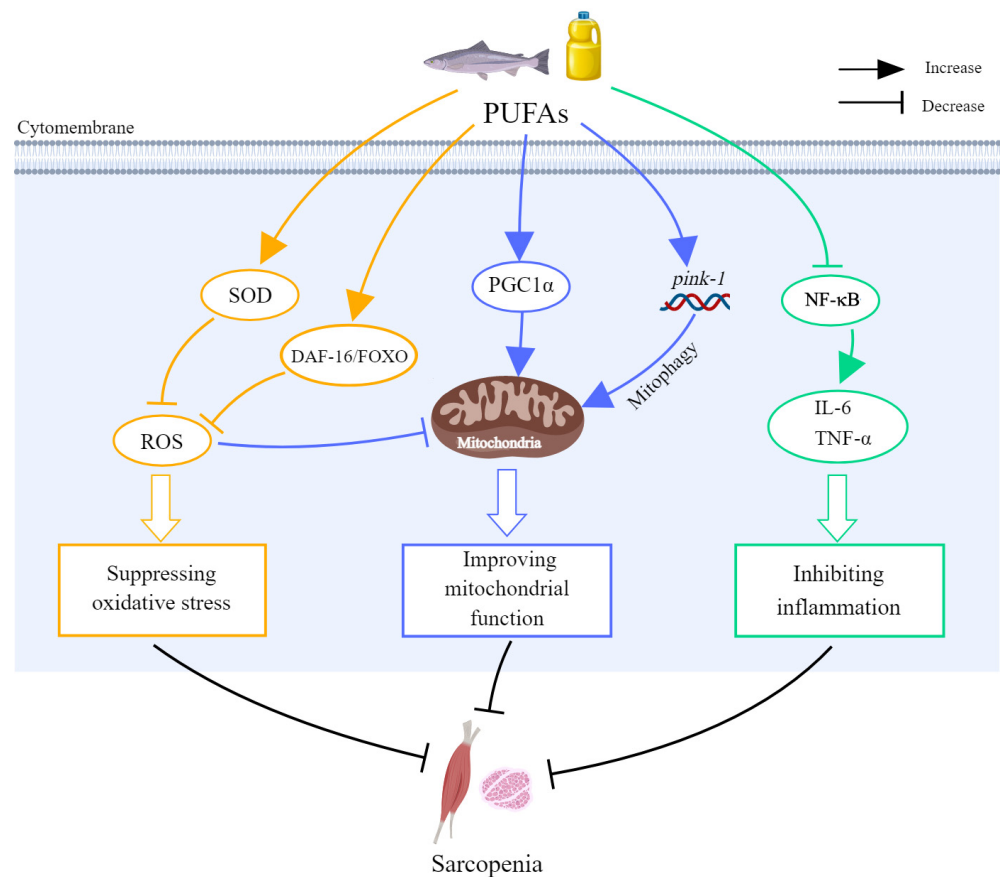 Increase
Decrease
PUFAs
Cytomembrane
SOD
PGC1α
pink-1
NF-κB
DAF-16/FOXO
Mitophagy
IL-6
TNF-α
ROS
Mitochondria
Suppressing
oxidative stress
Improving
mitochondrial
function
Inhibiting
inflammation
Sarcopenia